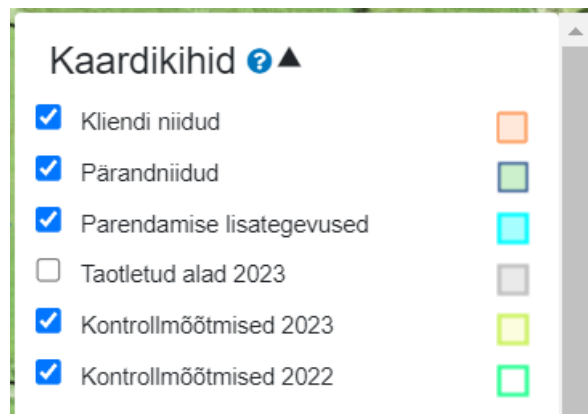 Kaardikihid ? ▲
Kliendi niidud
Pärandniidud
Parendamise lisategevused
Taotletud alad 2023
Kontrollmõõtmised 2023
Kontrollmõõtmised 2022